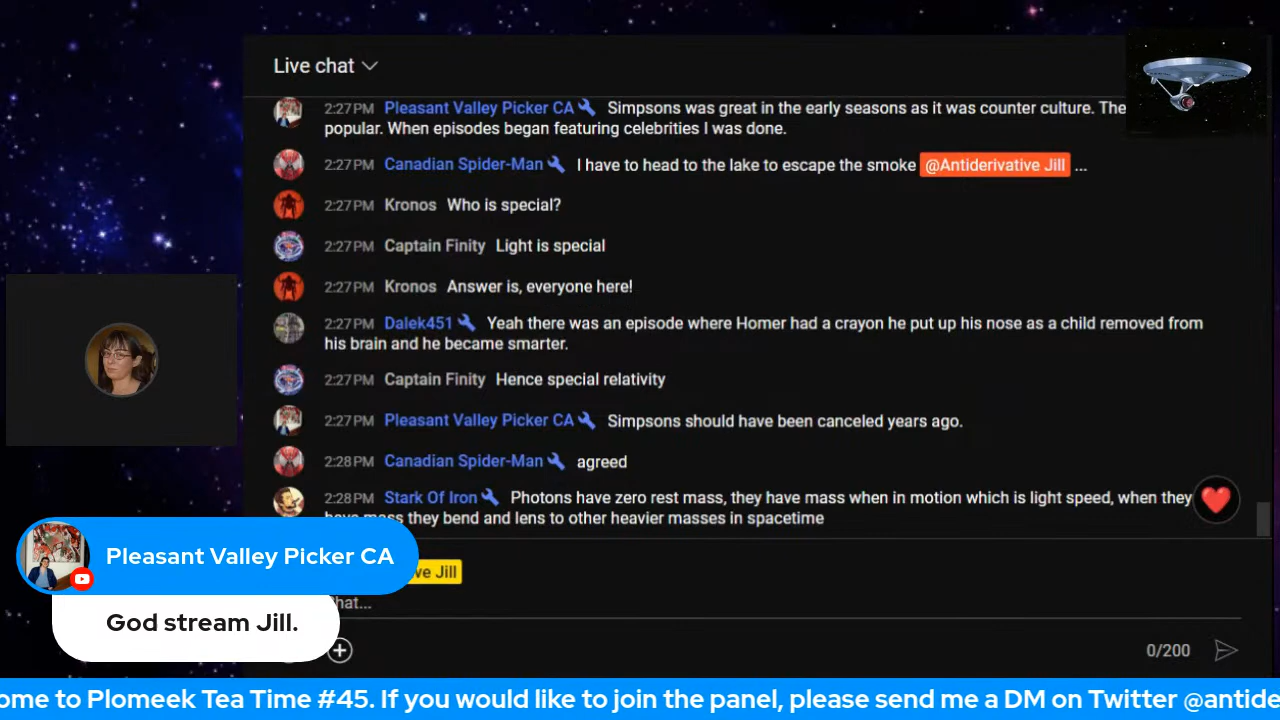 Live chat
2:27PM Pleasant Valley Picker CA Simpsons was great in the early seasons as it was counter culture. The
popular. When episodes began featuring celebrities I was done.
2:27PM Canadian Spider-Man I have to head to the lake to escape the smoke @Antiderivative Jill ...
2:27PM Kronos Who is special?
2:27PM Captain Finity Light is special
2:27PM Kronos Answer is, everyone here!
2:27PM Dalek451 Yeah there was an episode where Homer had a crayon he put up his nose as a child removed from
his brain and he became smarter.
2:27PM Captain Finity Hence special relativity
2:27PM Pleasant Valley Picker CA Simpsons should have been canceled years ago.
2:28PM Canadian Spider-Man agreed
2:28PM Stark Of Iron Photons have zero rest mass, they have mass when in motion which is light speed, when they
have mass they bend and lens to other heavier masses in spacetime
Pleasant Valley Picker CA
ve Jill
hat...
God stream Jill.
0/200
ome to Plomeek Tea Time #45. If you would like to join the panel, please send me a DM on Twitter @antide